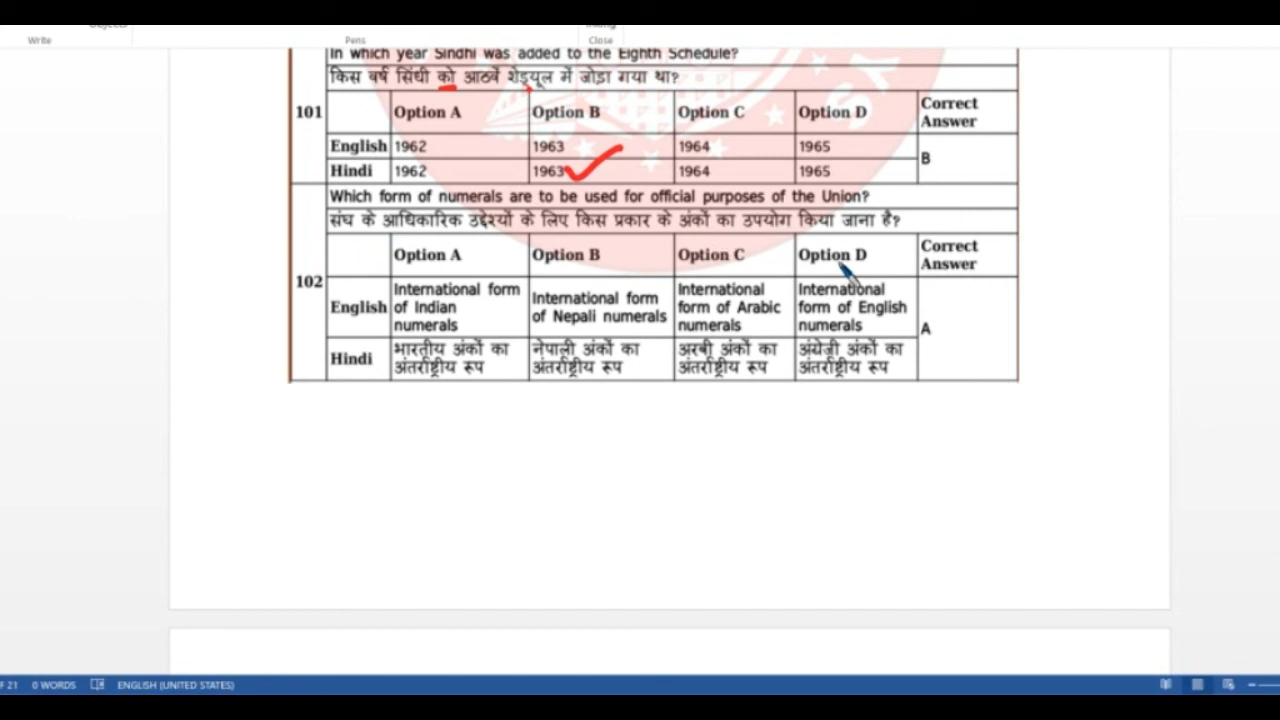 Objects
Write
Pens
Inking
Close
In which year Sindhi was added to the Eighth Schedule?
किस वर्ष सिंधी को आठवें शेड्यूल में जोड़ा गया था?
101
Option A Option B Option C Option D Correct Answer
English 1962 1963 1964 1965
B
Hindi 1962 1963 1964 1965
Which form of numerals are to be used for official purposes of the Union?
संघ के आधिकारिक उद्देश्यों के लिए किस प्रकार के अंकों का उपयोग किया जाना है?
102
Option A Option B Option C Option D Correct Answer
English International form of Indian numerals International form of Nepali numerals International form of Arabic numerals International form of English numerals
A
Hindi भारतीय अंकों का अंतर्राष्ट्रीय रूप नेपाली अंकों का अंतर्राष्ट्रीय रूप अरबी अंकों का अंतर्राष्ट्रीय रूप अंग्रेजी अंकों का अंतर्राष्ट्रीय रूप
F 21 0 WORDS ENGLISH (UNITED STATES)